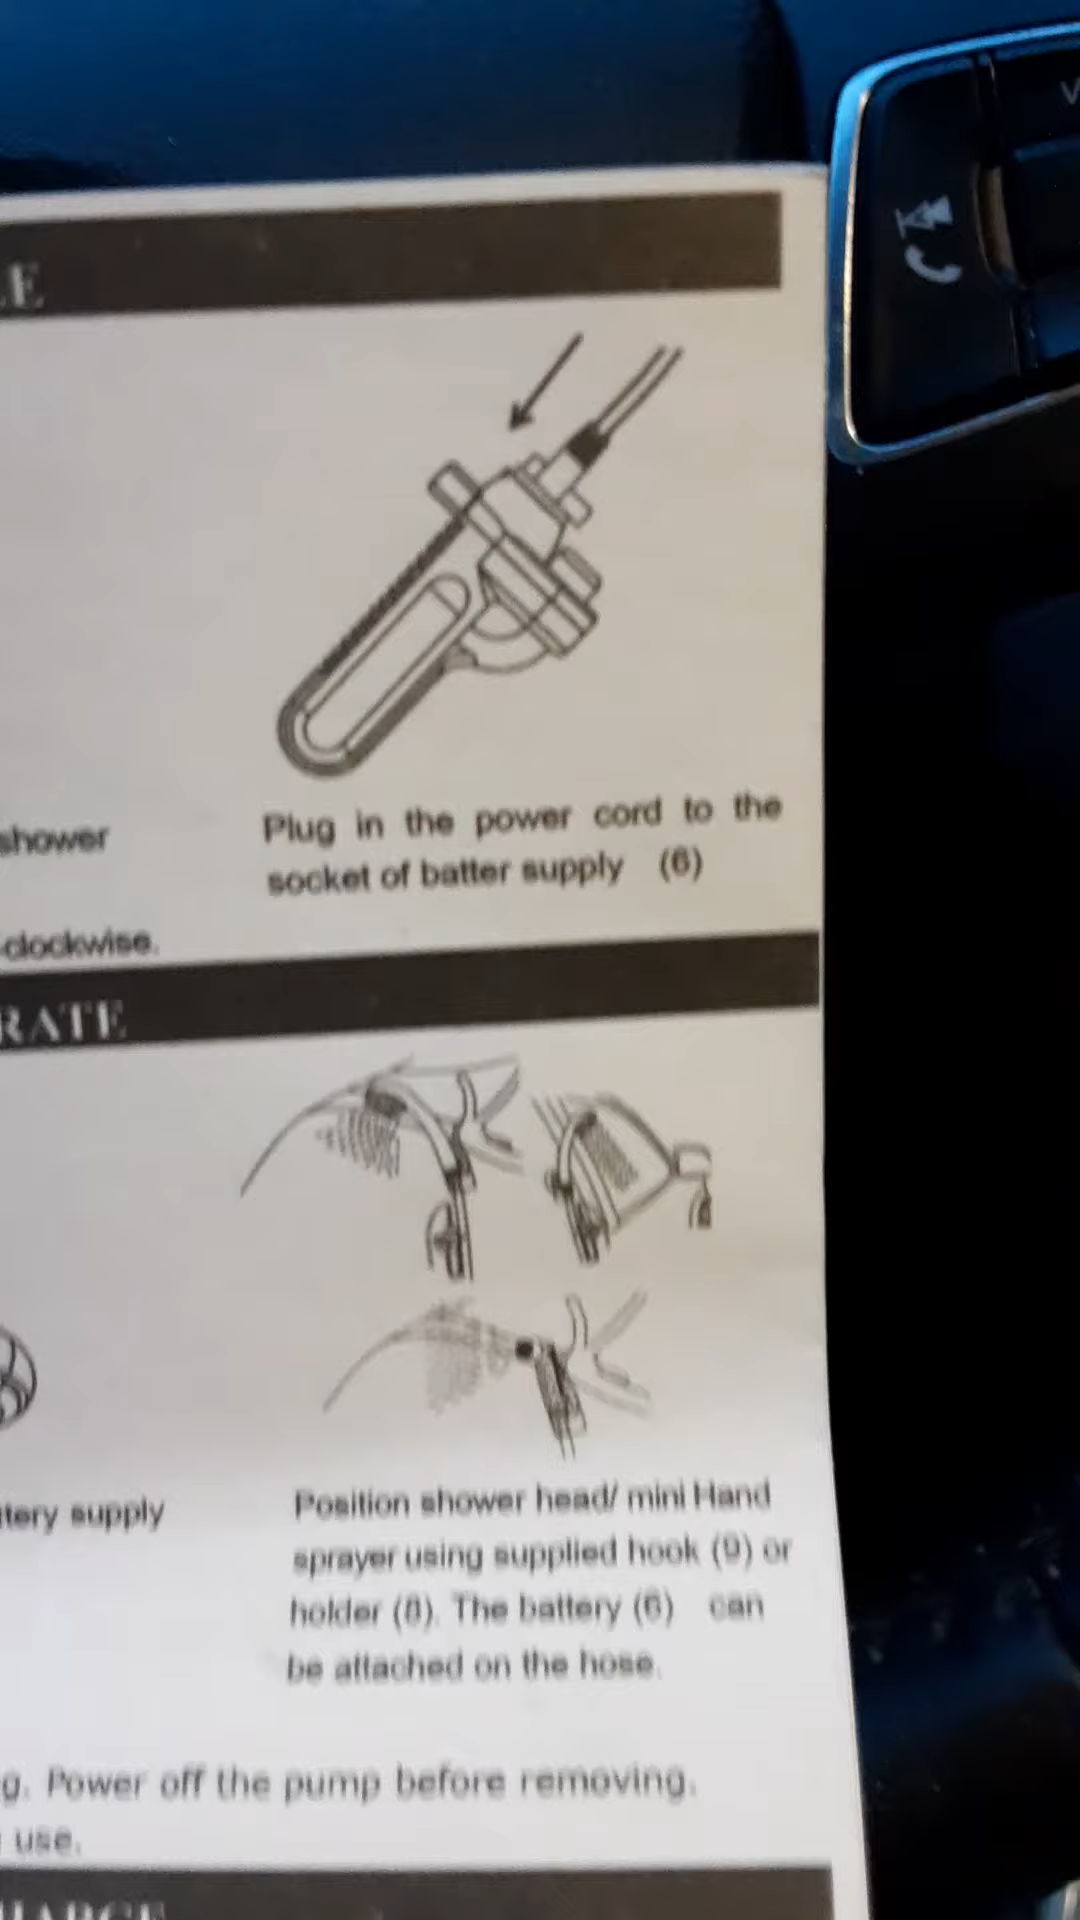 LE
shower
Plug in the power cord to the
socket of batter supply (6)
clockwise.
RATE
ttery supply
Position shower head/ mini Hand
sprayer using supplied hook (9) or
holder (8). The battery (6) can
be attached on the hose.
g. Power off the pump before removing.
use.
HARGE
V